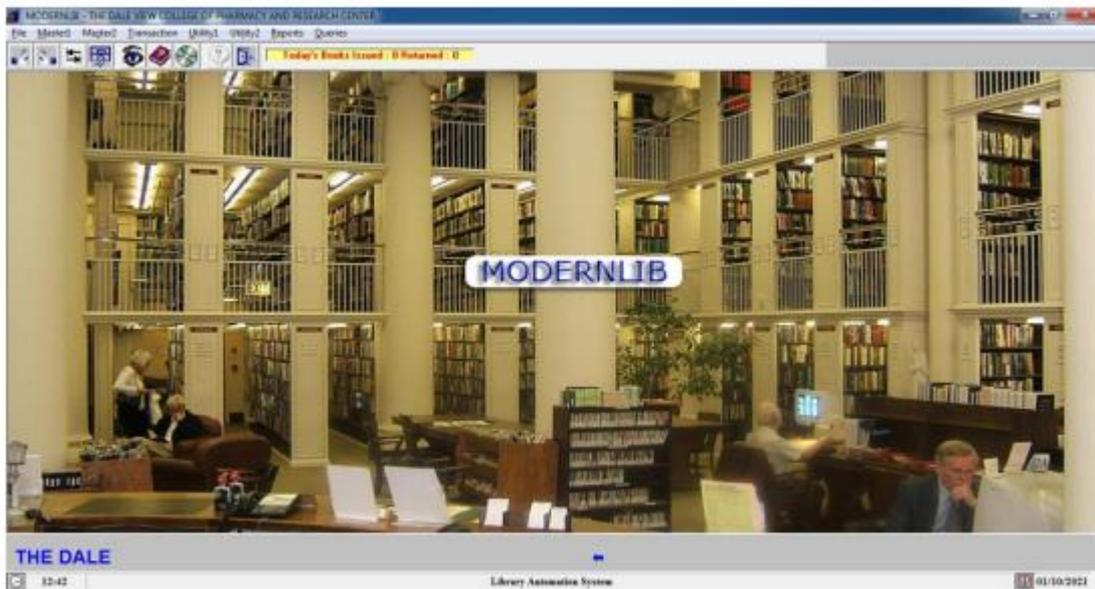 MODERNLIB - THE DALE VIEW COLLEGE OF PHARMACY AND RESEARCH CENTER
File Master1 Master2 Transaction Utility1 Utility2 Reports Queries
Today's Books Issued : 0 Returned : 0
MODERNLIB
THE DALE
12:42 Library Automation System 01/10/2021